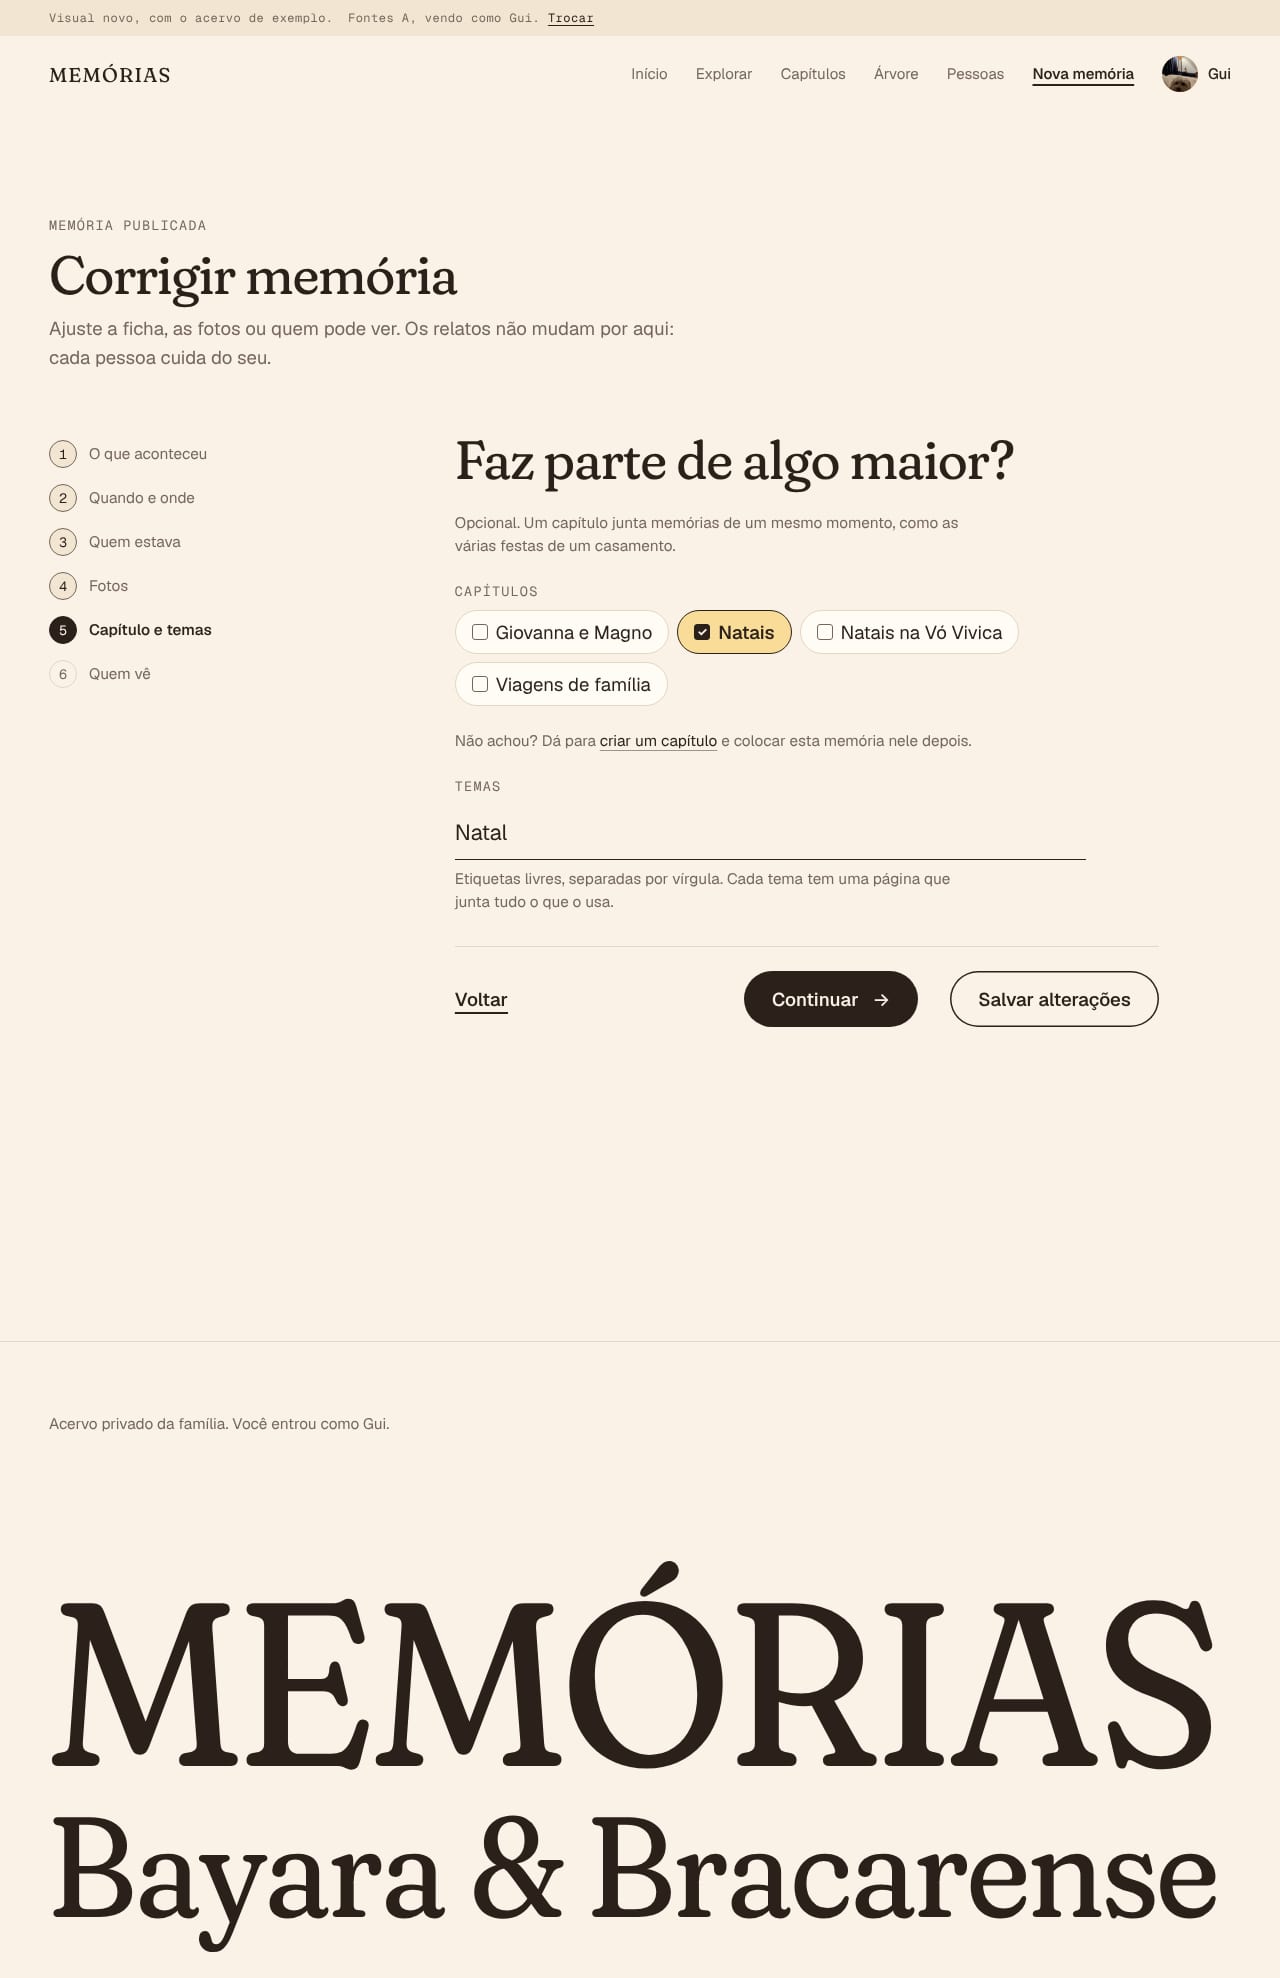 Visual novo, com o acervo de exemplo. Fontes A, vendo como Gui. Trocar
MEMÓRIAS
Início Explorar Capítulos Árvore Pessoas Nova memória Gui
MEMÓRIA PUBLICADA
Corrigir memória
Ajuste a ficha, as fotos ou quem pode ver. Os relatos não mudam por aqui:
cada pessoa cuida do seu.
1 O que aconteceu
2 Quando e onde
3 Quem estava
4 Fotos
5 Capítulo e temas
6 Quem vê
Faz parte de algo maior?
Opcional. Um capítulo junta memórias de um mesmo momento, como as
várias festas de um casamento.
CAPÍTULOS
Giovanna e Magno Natais Natais na Vó Vivica
Viagens de família
Não achou? Dá para criar um capítulo e colocar esta memória nele depois.
TEMAS
Natal
Etiquetas livres, separadas por vírgula. Cada tema tem uma página que
junta tudo o que o usa.
Voltar Continuar → Salvar alterações
Acervo privado da família. Você entrou como Gui.
MEMÓRIAS
Bayara & Bracarense